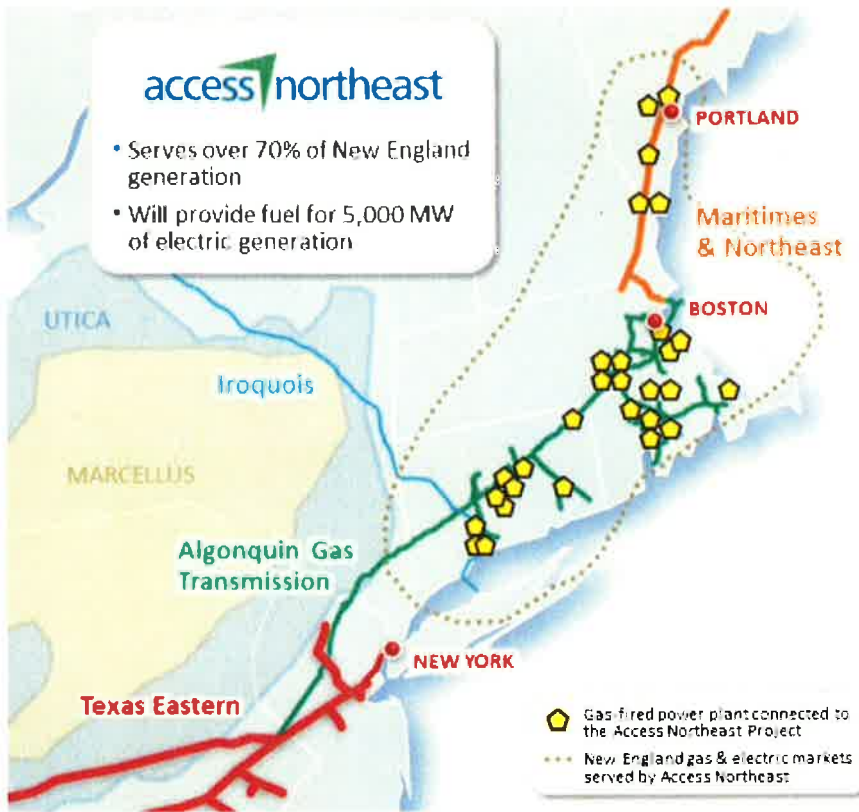 access northeast
• Serves over 70% of New England
generation
• Will provide fuel for 5,000 MW
of electric generation
PORTLAND
Maritimes
& Northeast
BOSTON
UTICA
Iroquois
MARCELLUS
Algonquin Gas
Transmission
NEW YORK
Texas Eastern
Gas-fired power plant connected to
the Access Northeast Project
New England gas & electric markets
served by Access Northeast